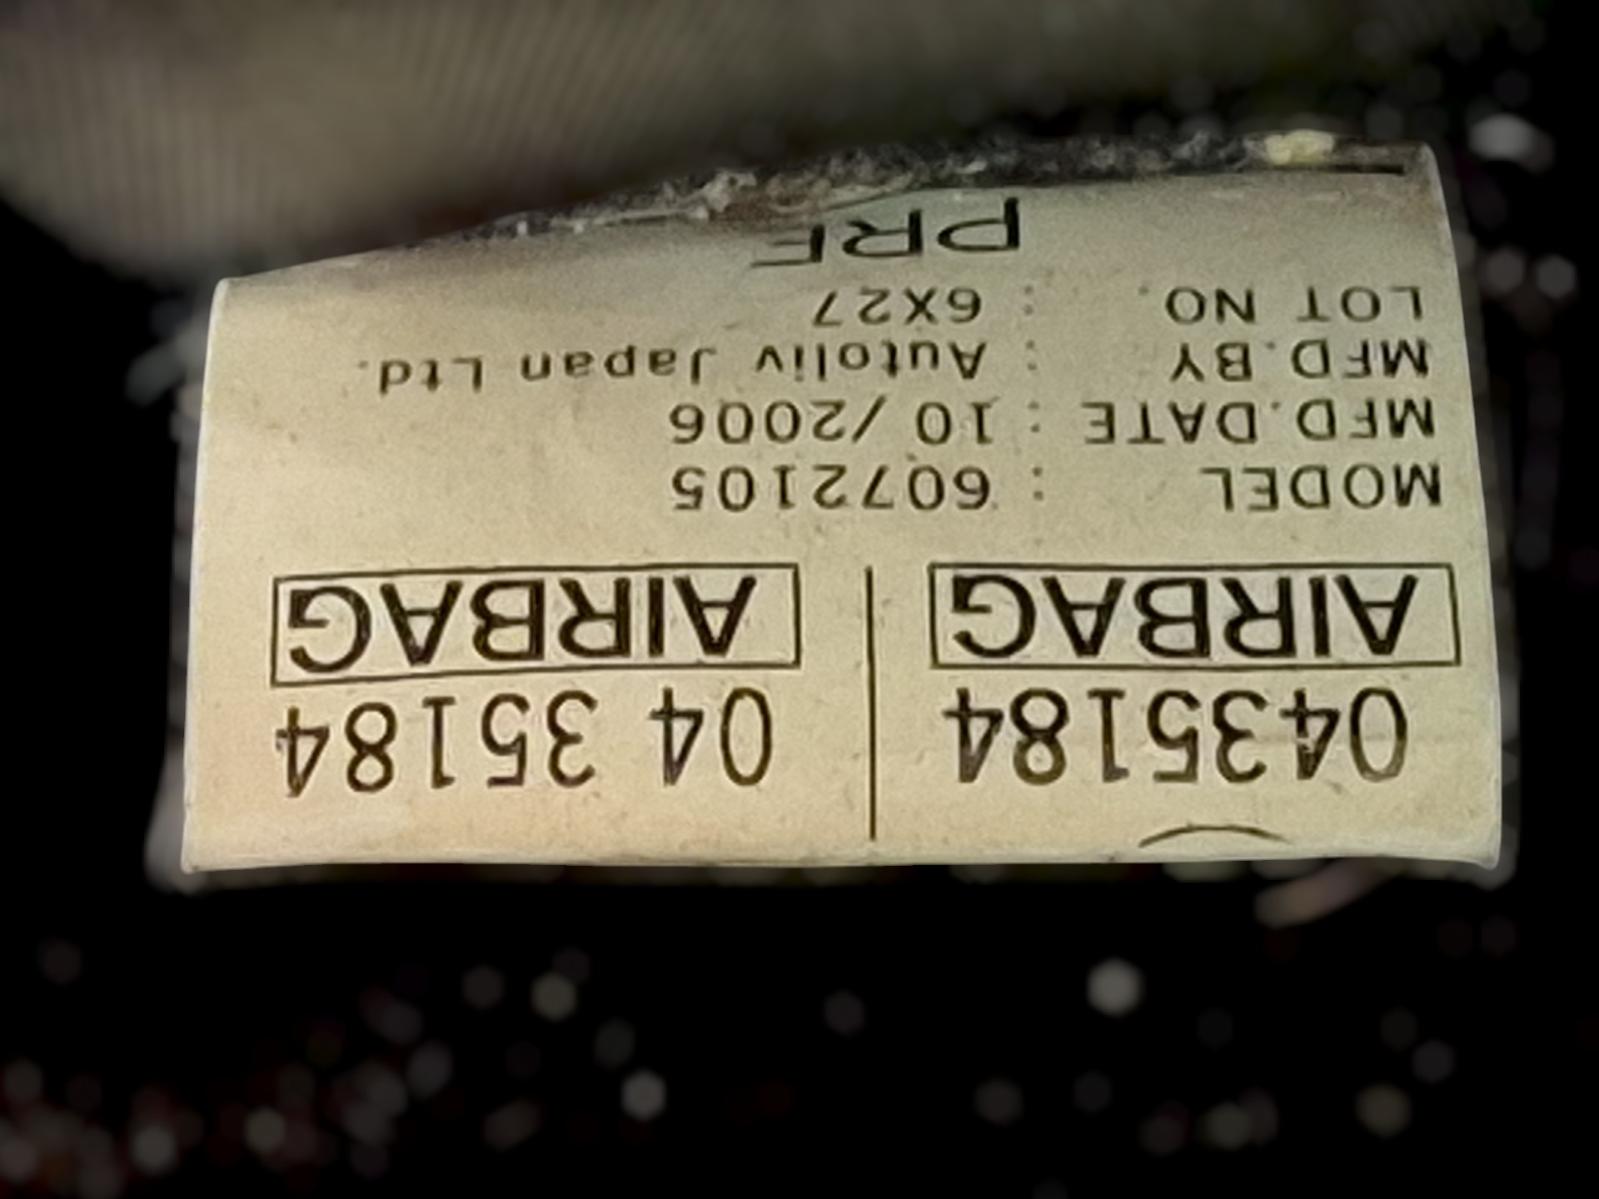 0435184 04 35184
AIRBAG AIRBAG
MODEL : 6072105
MFD.DATE : 10/2006
MFD.BY : Autoliv Japan Ltd.
LOT NO. : 6X27